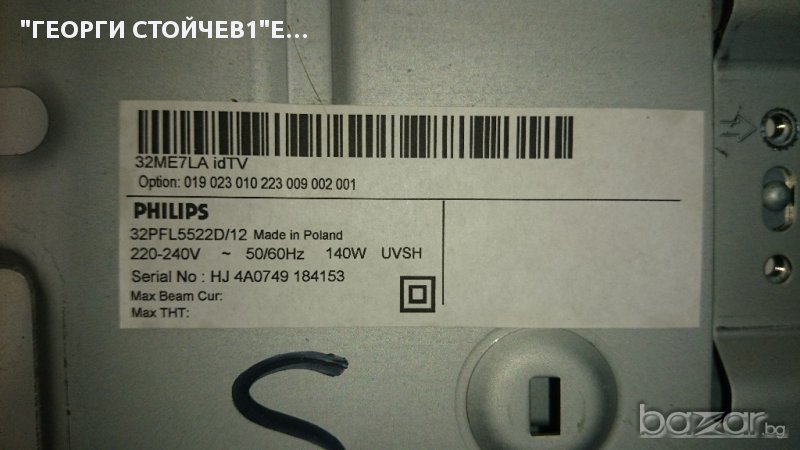 "ГЕОРГИ СТОЙЧЕВ1"Е...
32ME7LA idTV
Option: 019 023 010 223 009 002 001
PHILIPS
32PFL5522D/12 Made in Poland
220-240V ~ 50/60Hz 140W UVSH
Serial No : HJ 4A0749 184153
Max Beam Cur:
Max THT:
bazar.bg